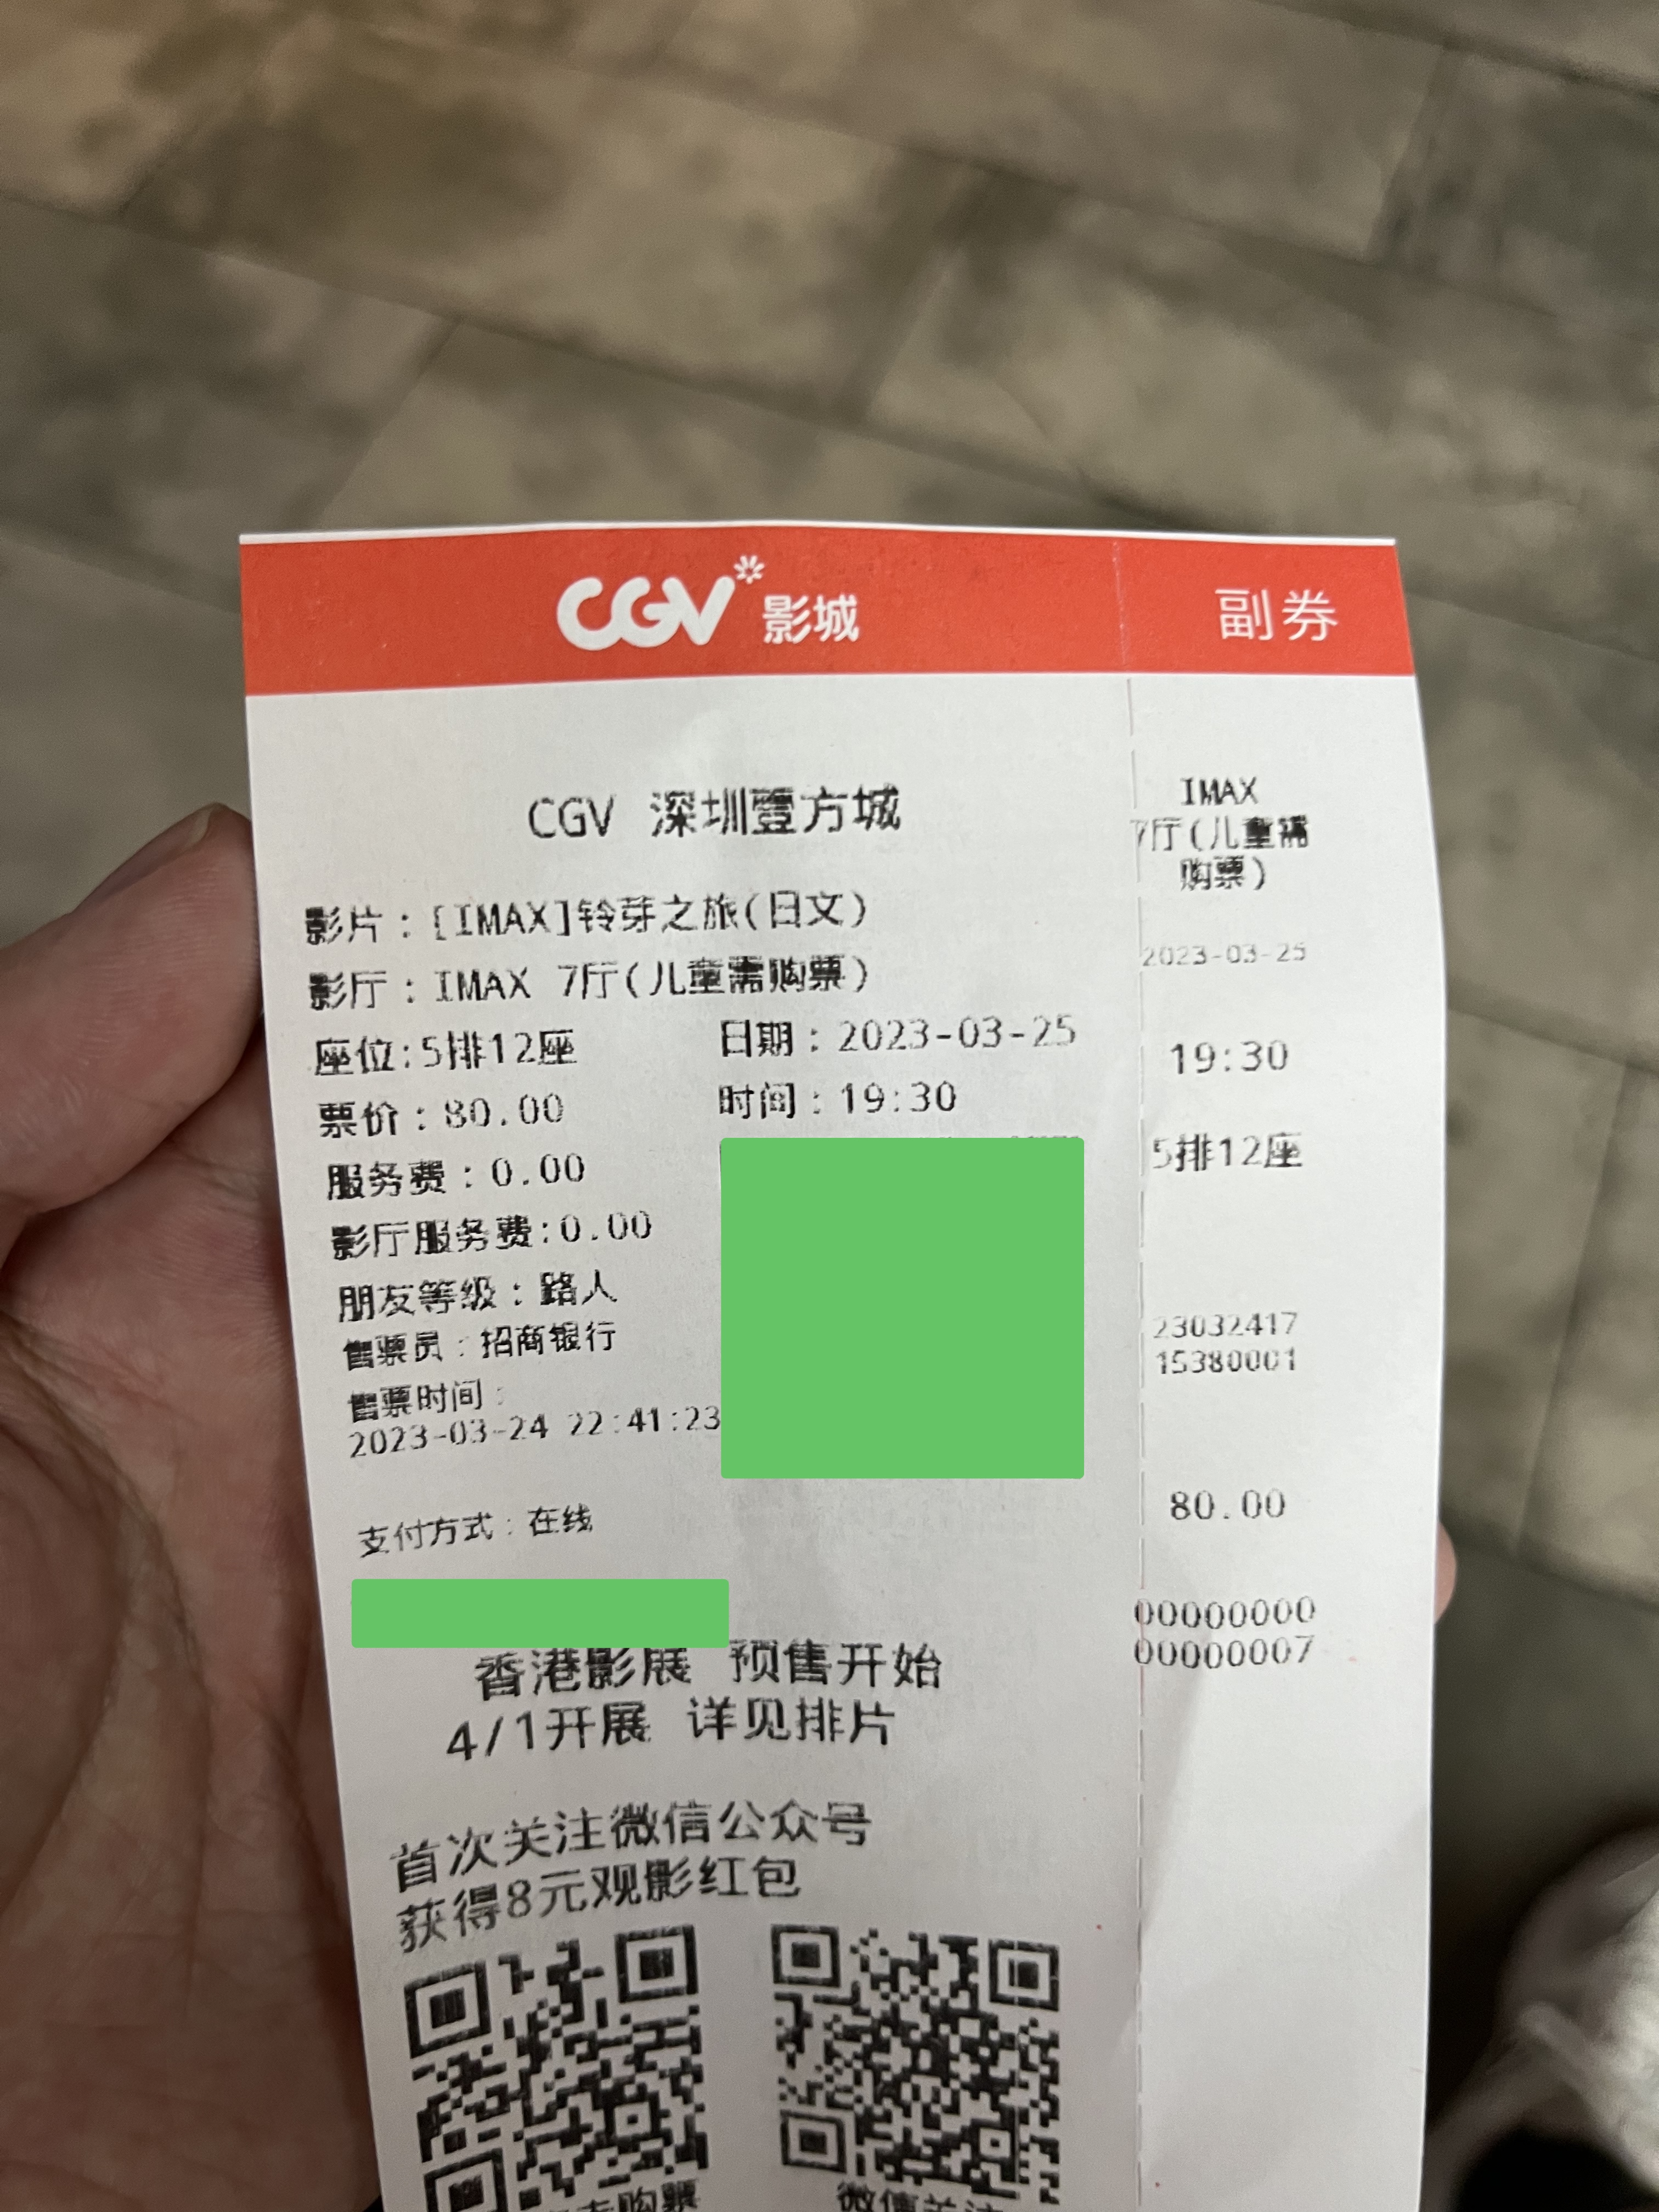 CGV影城
副券
CGV 深圳壹方城
影片：[IMAX]铃芽之旅(日文)
影厅：IMAX 7厅(儿童需购票)
座位:5排12座
日期：2023-03-25
票价：80.00
时间：19:30
服务费：0.00
影厅服务费:0.00
朋友等级：路人
售票员：招商银行
售票时间：
2023-03-24 22:41:23
支付方式：在线
香港影展 预售开始
4/1开展 详见排片
首次关注微信公众号
获得8元观影红包
购票
微信关注
IMAX
7厅(儿童需
购票)
2023-03-25
19:30
5排12座
23032417
15380001
80.00
00000000
00000007